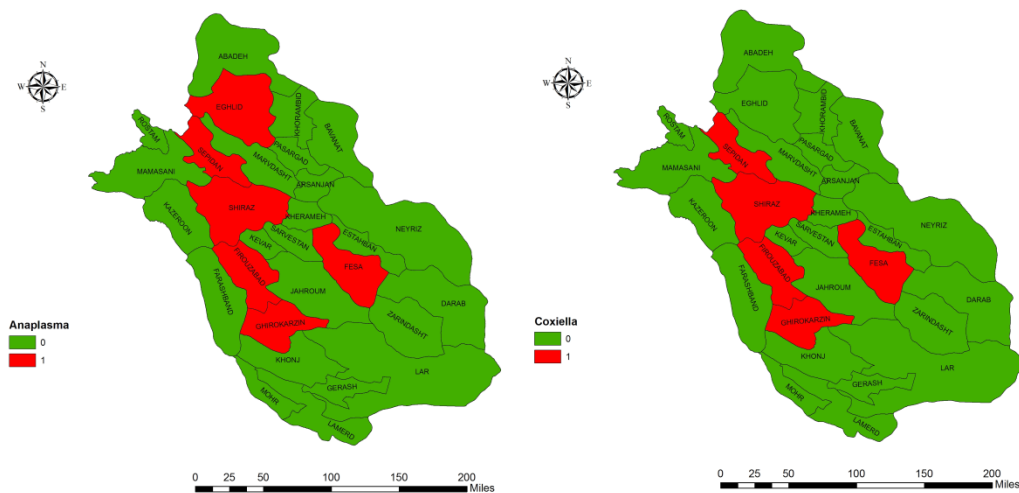 N
W E
S
ABADEH
EGHLID
KHORAMBID
BAVANAT
ROSTAM
SEPIDAN
PASARGAD
MARVDASHT
MAMASANI
ARSANJAN
SHIRAZ
KHERAMEH
KAZEROON
NEYRIZ
SARVESTAN
ESTAHBAN
KEVAR
FESA
FIROUZABAD
FARASHBAND
JAHROUM
DARAB
ZARINDASHT
GHIROKARZIN
KHONJ
LAR
GERASH
MOHR
LAMERD
Anaplasma
0
1
0 25 50 100 150 200
Miles
N
W E
S
ABADEH
EGHLID
KHORAMBID
BAVANAT
ROSTAM
SEPIDAN
PASARGAD
MARVDASHT
MAMASANI
ARSANJAN
SHIRAZ
KHERAMEH
KAZEROON
NEYRIZ
SARVESTAN
ESTAHBAN
KEVAR
FESA
FIROUZABAD
FARASHBAND
JAHROUM
DARAB
ZARINDASHT
GHIROKARZIN
KHONJ
LAR
GERASH
MOHR
LAMERD
Coxiella
0
1
0 25 50 100 150 200
Miles